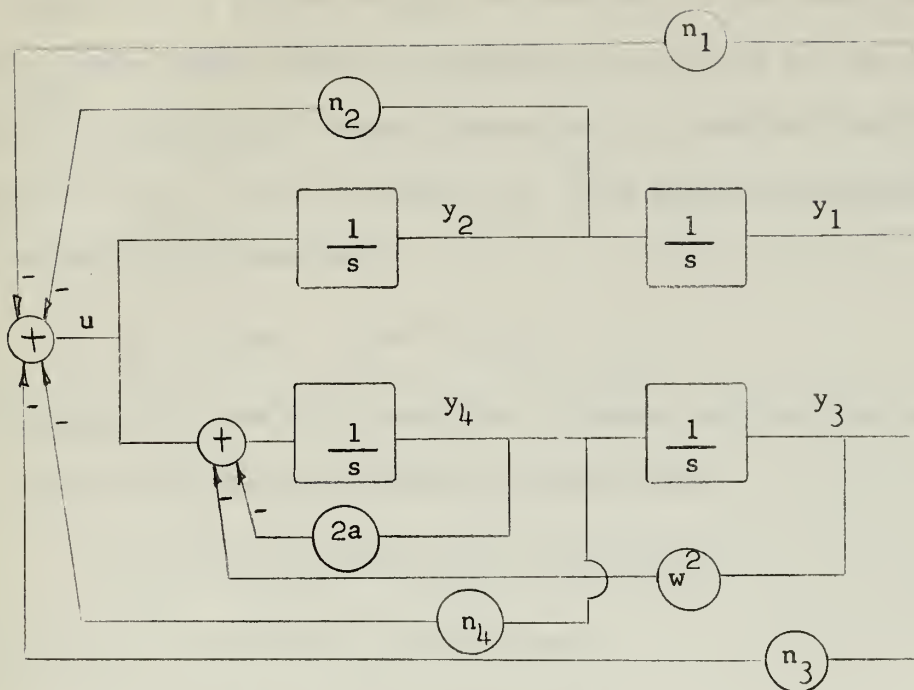 n₁
n₂
1/s
y₂
1/s
y₁
-
-
+
u
-
-
+
1/s
y₄
1/s
y₃
-
-
2a
w²
n₄
n₃